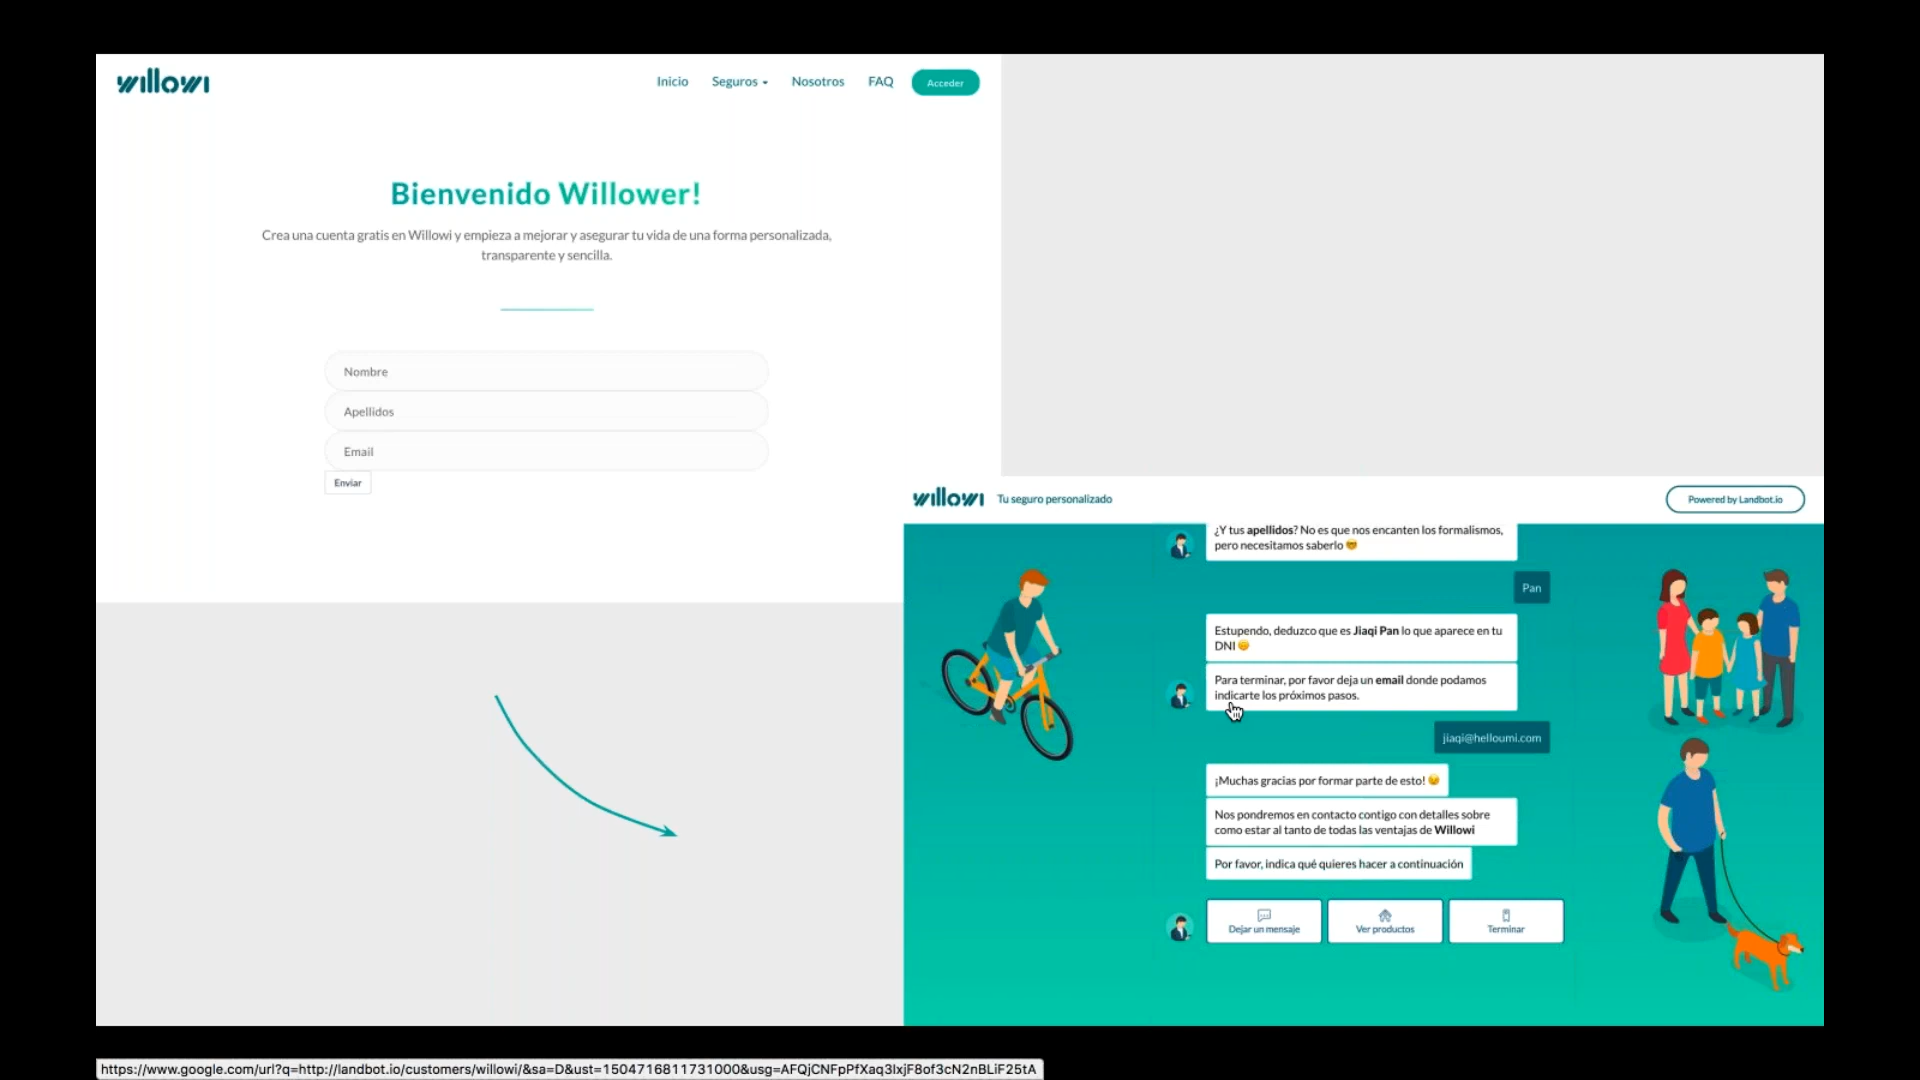 willowi
Inicio
Seguros
Nosotros
FAQ
Acceder
Bienvenido Willower!
Crea una cuenta gratis en Willowi y empieza a mejorar y asegurar tu vida de una forma personalizada,
transparente y sencilla.
Nombre
Apellidos
Email
Enviar
willowi
Tu seguro personalizado
Powered by Landbot.io
¿Y tus apellidos? No es que nos encanten los formalismos,
pero necesitamos saberlo 🤓
Pan
Estupendo, deduzco que es Jiaqi Pan lo que aparece en tu
DNI 😊
Para terminar, por favor deja un email donde podamos
indicarte los próximos pasos.
jiaqi@helloumi.com
¡Muchas gracias por formar parte de esto! 😉
Nos pondremos en contacto contigo con detalles sobre
como estar al tanto de todas las ventajas de Willowi
Por favor, indica qué quieres hacer a continuación
Dejar un mensaje
Ver productos
Terminar
https://www.google.com/url?q=http://landbot.io/customers/willowi/&sa=D&ust=1504716811731000&usg=AFQjCNFpPfXaq3IxjF8of3cN2nBLiF25tA